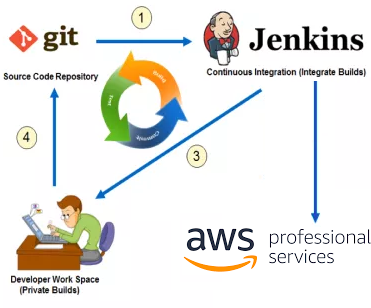 1
git
Jenkins
Source Code Repository
Continuous Integration (Integrate Builds)
Test
Commit
4
3
aws professional
services
Developer Work Space
(Private Builds)